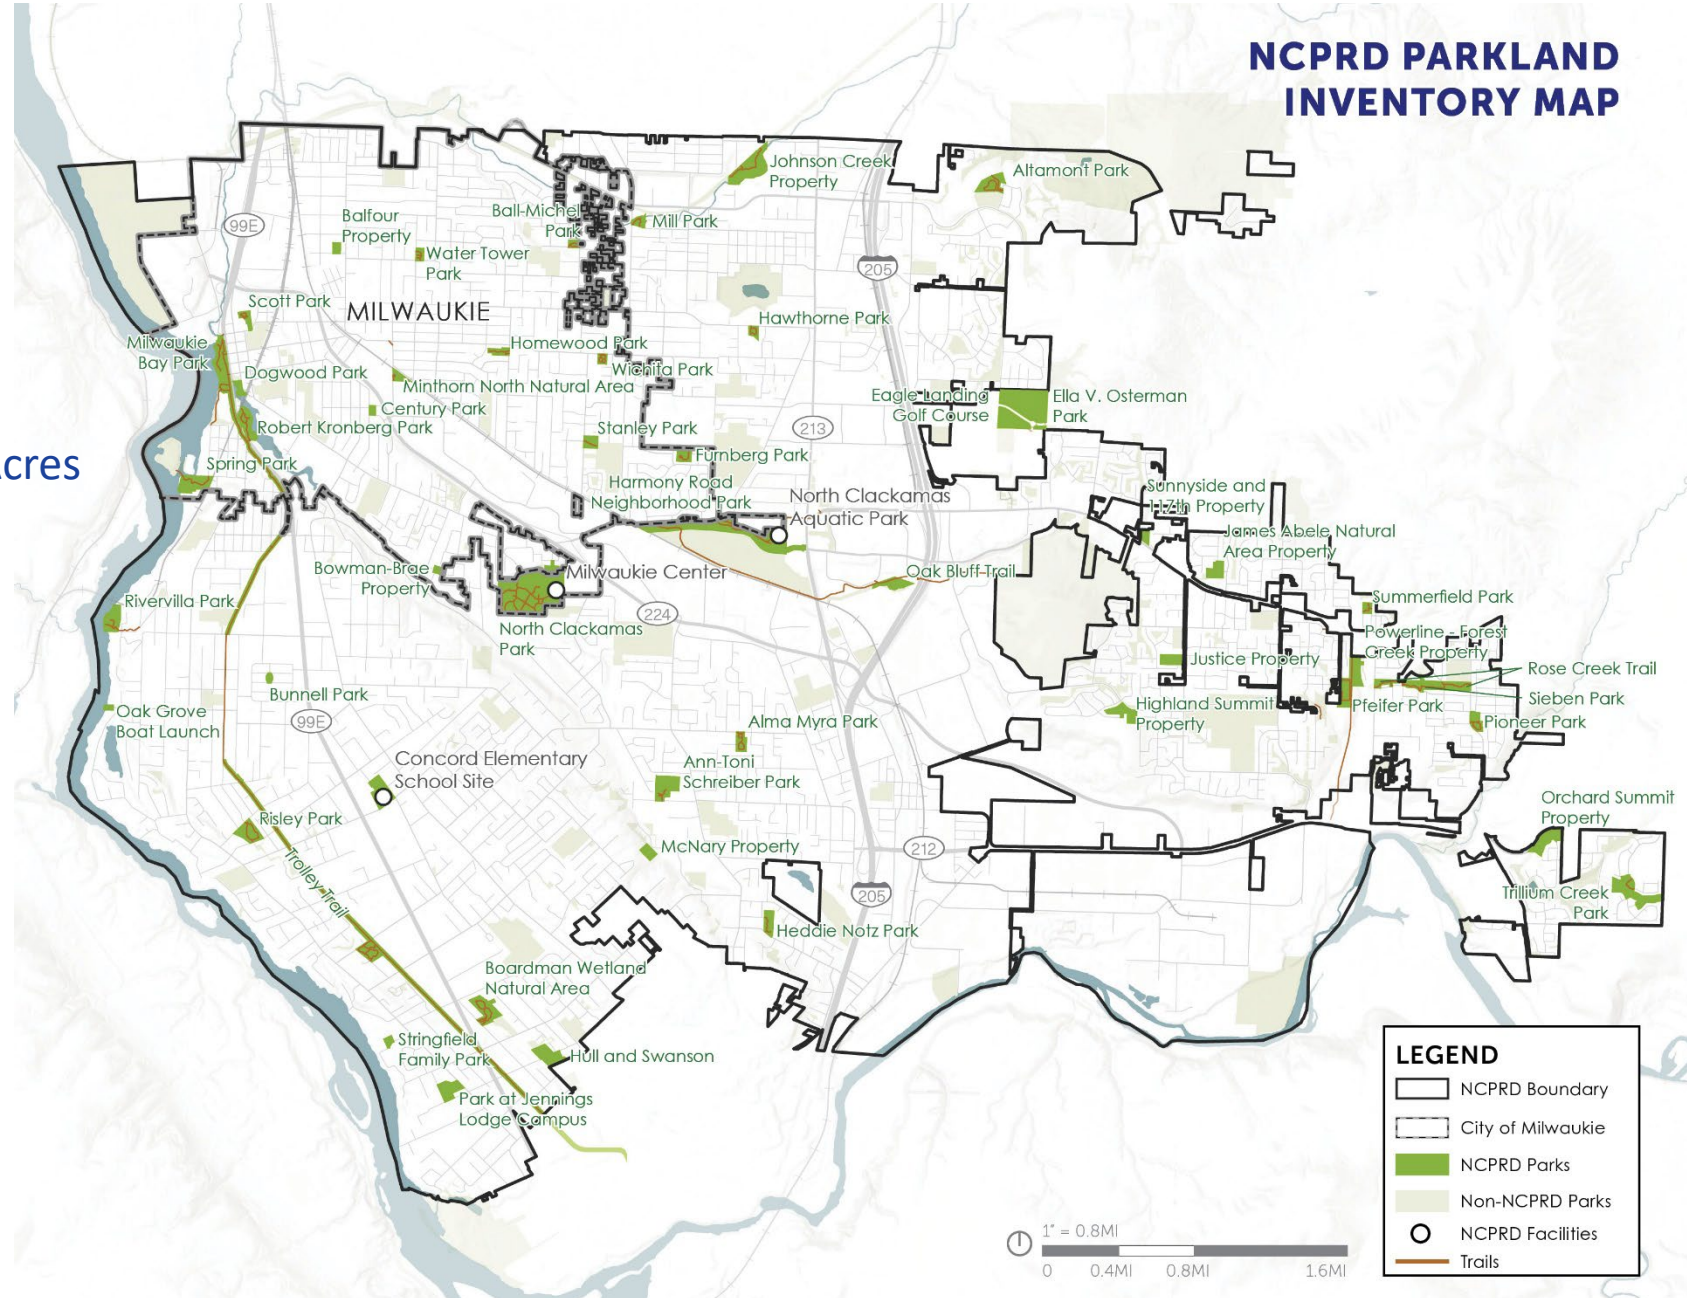 NCPRD PARKLAND
INVENTORY MAP
Johnson Creek
Property
Altamont Park
99E
Balfour
Property
Ball-Michel
Park
Mill Park
Water Tower
Park
205
Scott Park
MILWAUKIE
Hawthorne Park
Milwaukie
Bay Park
Homewood Park
Dogwood Park
Wichita Park
Minthorn North Natural Area
Century Park
Eagle Landing
Golf Course
Ella V. Osterman
Park
Robert Kronberg Park
Stanley Park
213
Furnberg Park
cres
Spring Park
Harmony Road
Neighborhood Park
North Clackamas
Aquatic Park
Sunnyside and
117th Property
James Abele Natural
Area Property
Bowman-Brae
Property
Milwaukie Center
Oak Bluff Trail
Rivervilla Park
224
Summerfield Park
North Clackamas
Park
Powerline - Forest
Creek Property
Justice Property
Rose Creek Trail
Bunnell Park
Sieben Park
Oak Grove
Boat Launch
99E
Alma Myra Park
Highland Summit
Property
Pfeifer Park
Pioneer Park
Concord Elementary
School Site
Ann-Toni
Schreiber Park
Orchard Summit
Property
Risley Park
Trolley Trail
McNary Property
212
205
Trillium Creek
Park
Heddie Notz Park
Boardman Wetland
Natural Area
Stringfield
Family Park
Hull and Swanson
Park at Jennings
Lodge Campus
LEGEND
NCPRD Boundary
City of Milwaukie
NCPRD Parks
Non-NCPRD Parks
NCPRD Facilities
Trails
1" = 0.8MI
0 0.4MI 0.8MI 1.6MI